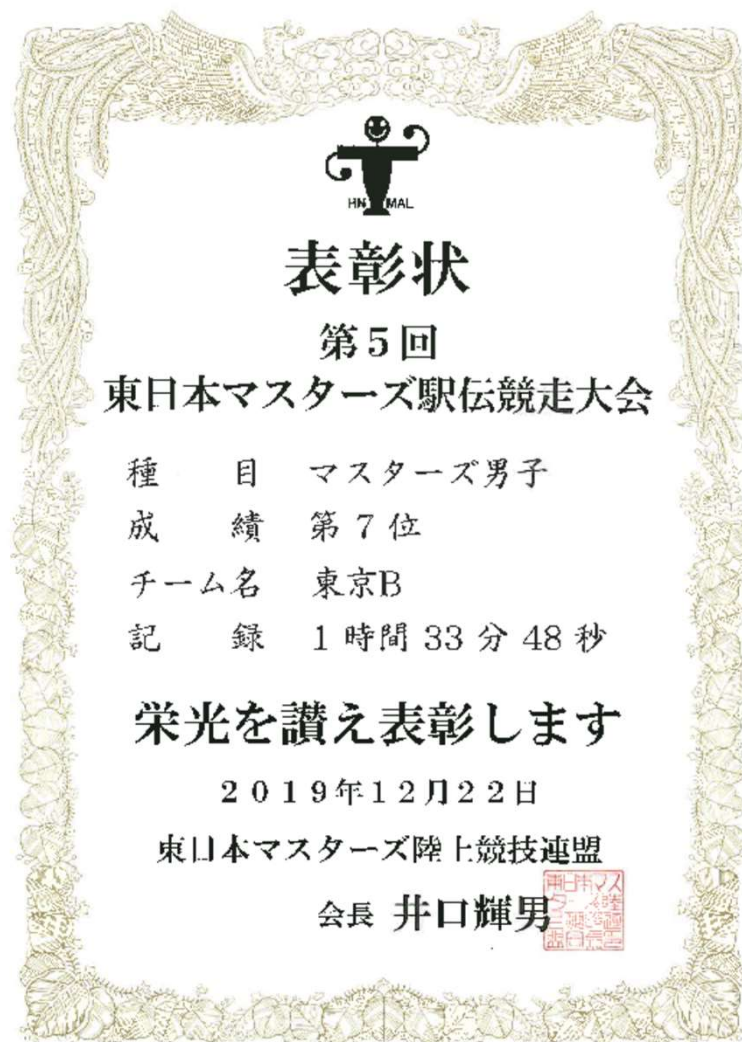 HN MAL
表彰状
第5回
東日本マスターズ駅伝競走大会
種 目 マスターズ男子
成 績 第7位
チーム名 東京B
記 録 1時間33分48秒
栄光を讃え表彰します
2019年12月22日
東日本マスターズ陸上競技連盟
会長 井口輝男